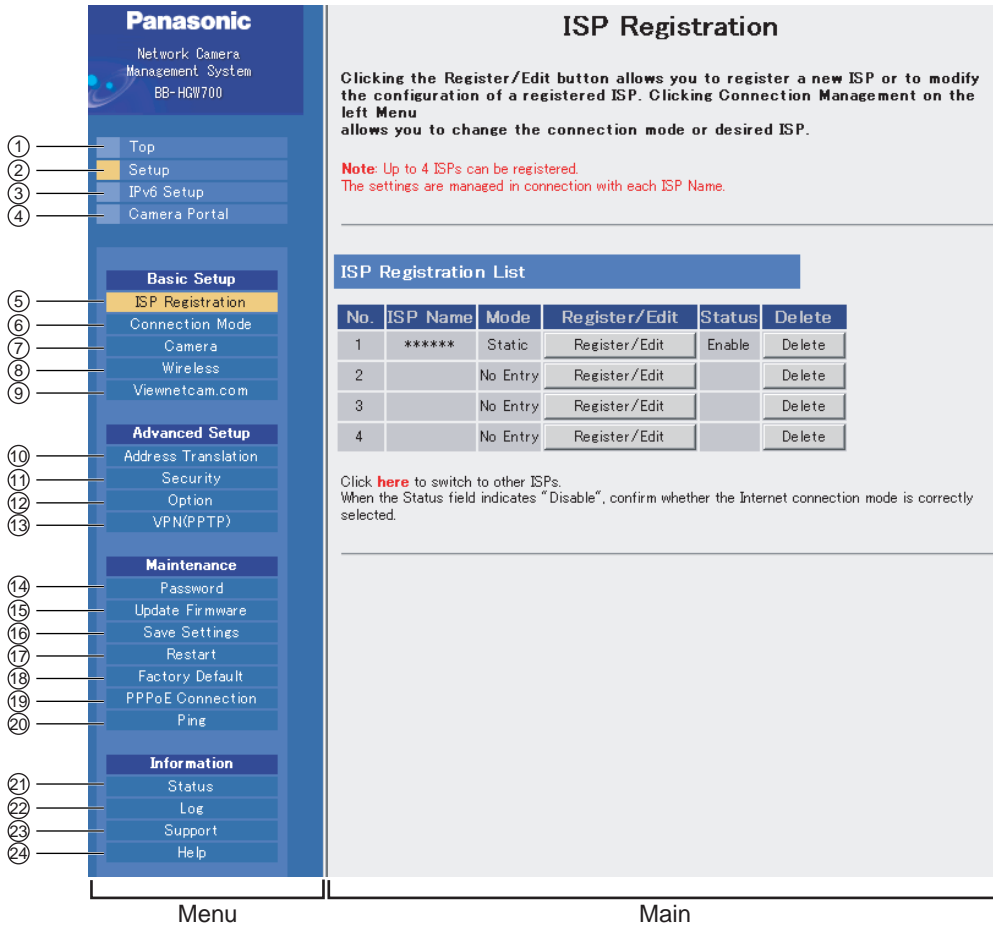 Panasonic
Network Camera
Management System
BB-HGW700
① Top
② Setup
③ IPv6 Setup
④ Camera Portal
Basic Setup
⑤ ISP Registration
⑥ Connection Mode
⑦ Camera
⑧ Wireless
⑨ Viewnetcam.com
Advanced Setup
⑩ Address Translation
⑪ Security
⑫ Option
⑬ VPN(PPTP)
Maintenance
⑭ Password
⑮ Update Firmware
⑯ Save Settings
⑰ Restart
⑱ Factory Default
⑲ PPPoE Connection
⑳ Ping
Information
㉑ Status
㉒ Log
㉓ Support
㉔ Help
Menu
ISP Registration
Clicking the Register/Edit button allows you to register a new ISP or to modify
the configuration of a registered ISP. Clicking Connection Management on the
left Menu
allows you to change the connection mode or desired ISP.
Note: Up to 4 ISPs can be registered.
The settings are managed in connection with each ISP Name.
ISP Registration List
No. ISP Name Mode Register/Edit Status Delete
1 ****** Static Register/Edit Enable Delete
2 No Entry Register/Edit Delete
3 No Entry Register/Edit Delete
4 No Entry Register/Edit Delete
Click here to switch to other ISPs.
When the Status field indicates "Disable", confirm whether the Internet connection mode is correctly
selected.
Main